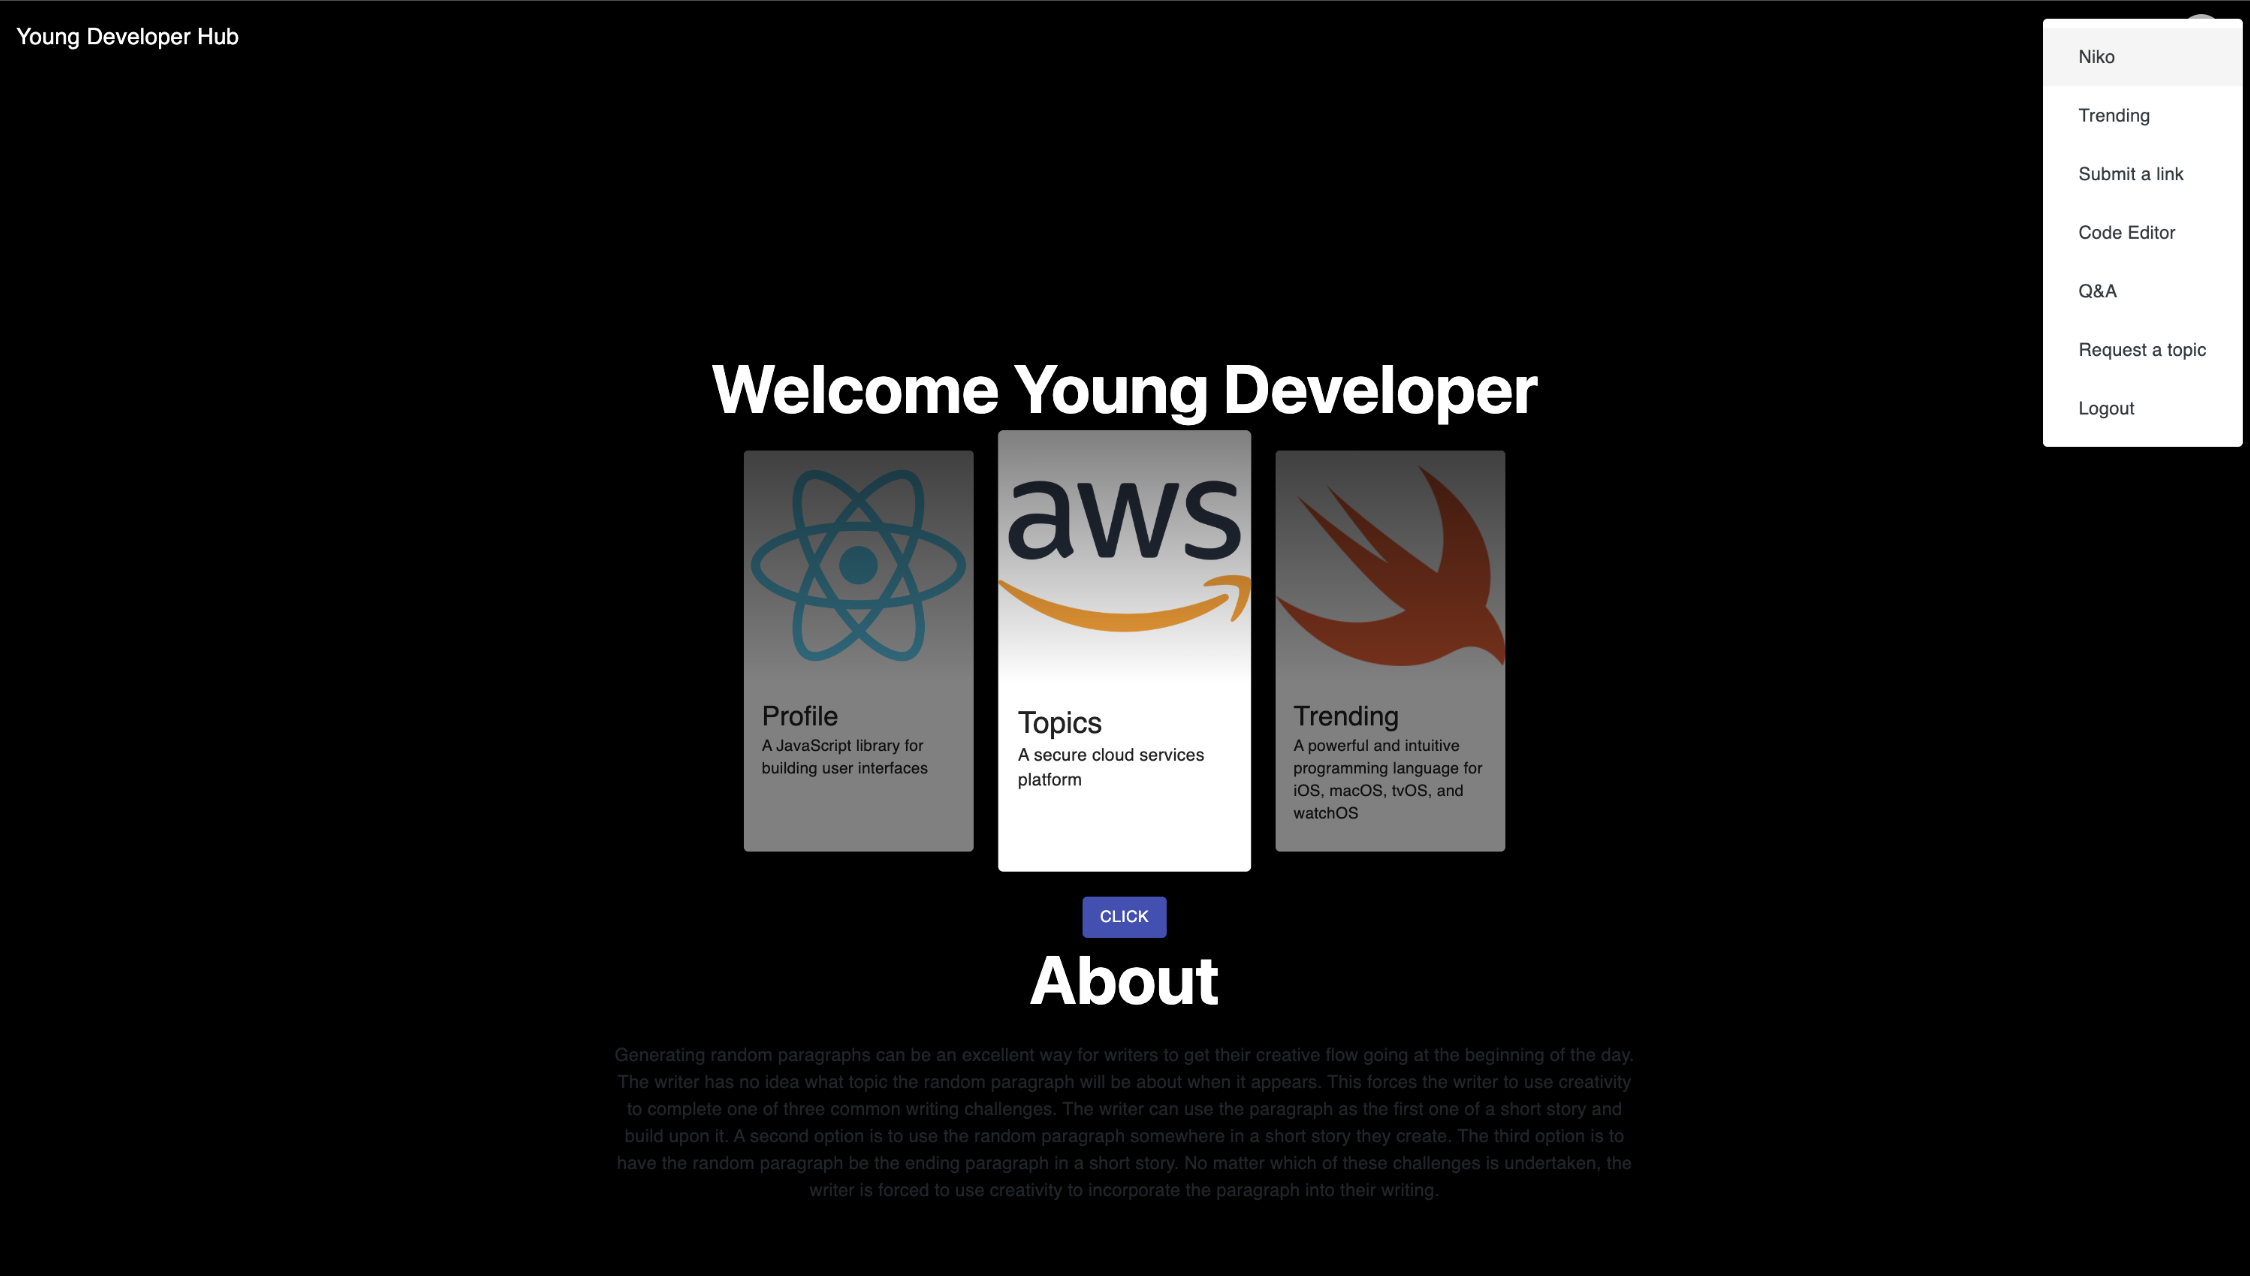 Young Developer Hub
Niko
Trending
Submit a link
Code Editor
Q&A
Request a topic
Logout
Welcome Young Developer
Profile
A JavaScript library for
building user interfaces
aws
Topics
A secure cloud services
platform
Trending
A powerful and intuitive
programming language for
iOS, macOS, tvOS, and
watchOS
CLICK
About
Generating random paragraphs can be an excellent way for writers to get their creative flow going at the beginning of the day.
The writer has no idea what topic the random paragraph will be about when it appears. This forces the writer to use creativity
to complete one of three common writing challenges. The writer can use the paragraph as the first one of a short story and
build upon it. A second option is to use the random paragraph somewhere in a short story they create. The third option is to
have the random paragraph be the ending paragraph in a short story. No matter which of these challenges is undertaken, the
writer is forced to use creativity to incorporate the paragraph into their writing.